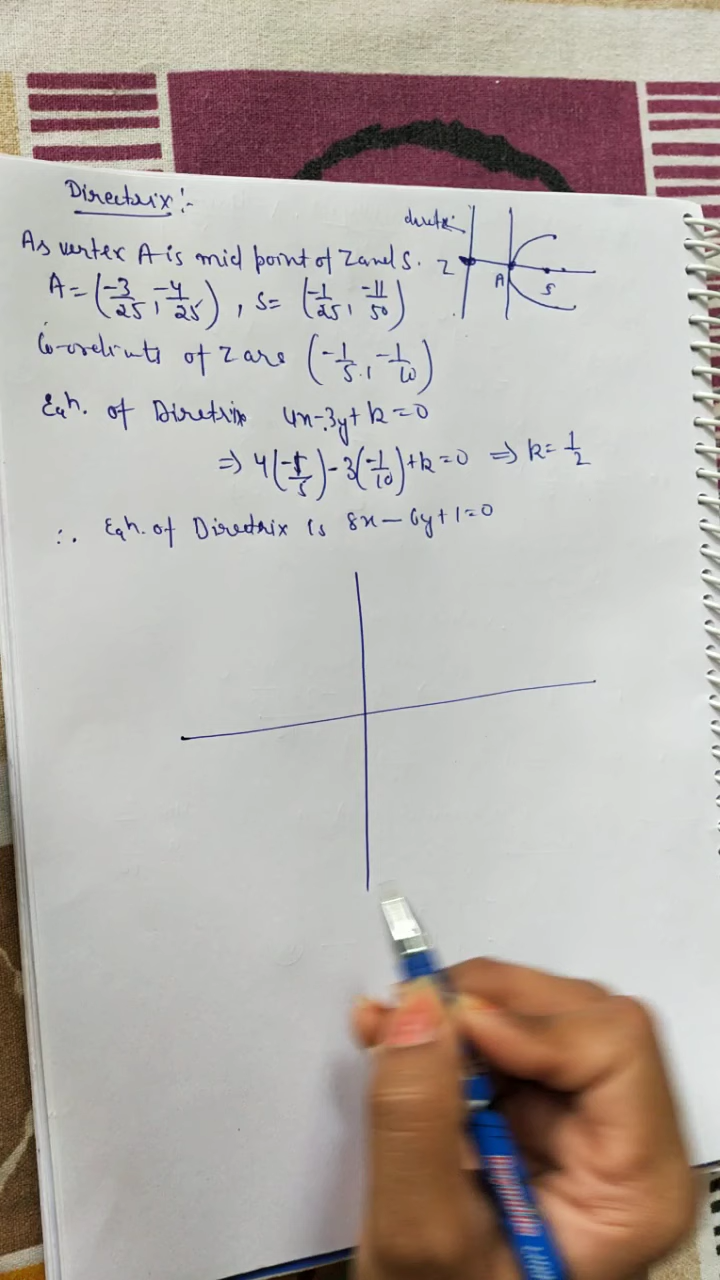 Directrix :-
directrix
As vertex A is mid point of Z and S.
Z A S
A = (-3/25, -4/25), S = (-1/25, -11/50)
Co-ordinates of Z are (-1/5, -1/10)
Eqn. of Diretrix 4x-3y+k=0
⇒ 4(-1/5) - 3(-1/10) + k = 0 ⇒ k = 1/2
∴ Eqn. of Directrix is 8x - 6y + 1 = 0